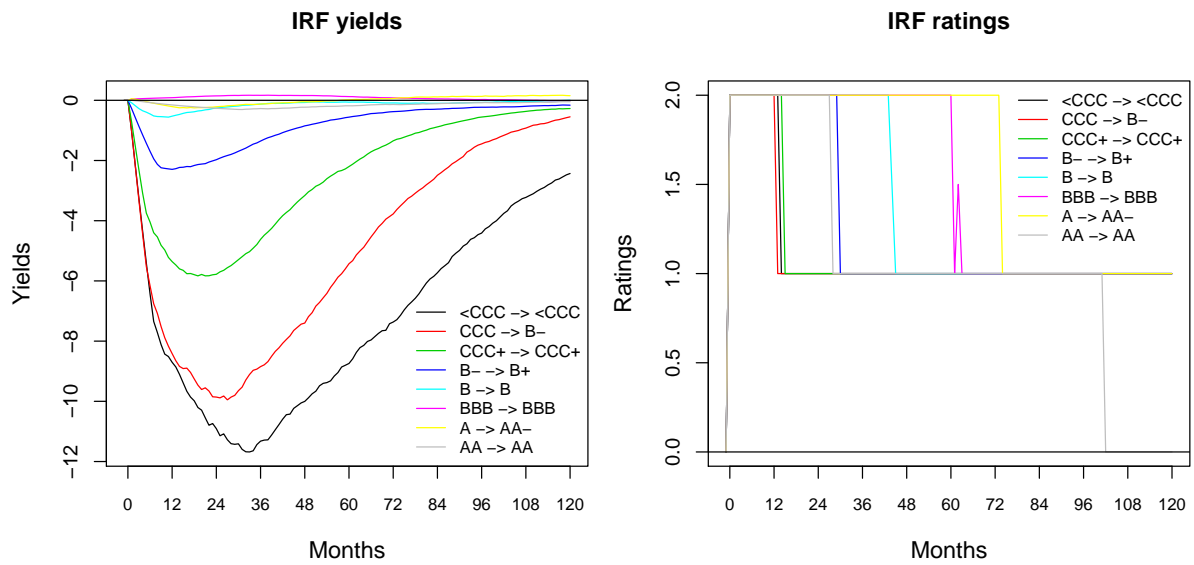 IRF yields
Yields
0
−2
−4
−6
−8
−10
−12
<CCC −> <CCC
CCC −> B−
CCC+ −> CCC+
B− −> B+
B −> B
BBB −> BBB
A −> AA−
AA −> AA
0 12 24 36 48 60 72 84 96 108 120
Months
IRF ratings
Ratings
2.0
1.5
1.0
0.5
0.0
<CCC −> <CCC
CCC −> B−
CCC+ −> CCC+
B− −> B+
B −> B
BBB −> BBB
A −> AA−
AA −> AA
0 12 24 36 48 60 72 84 96 108 120
Months